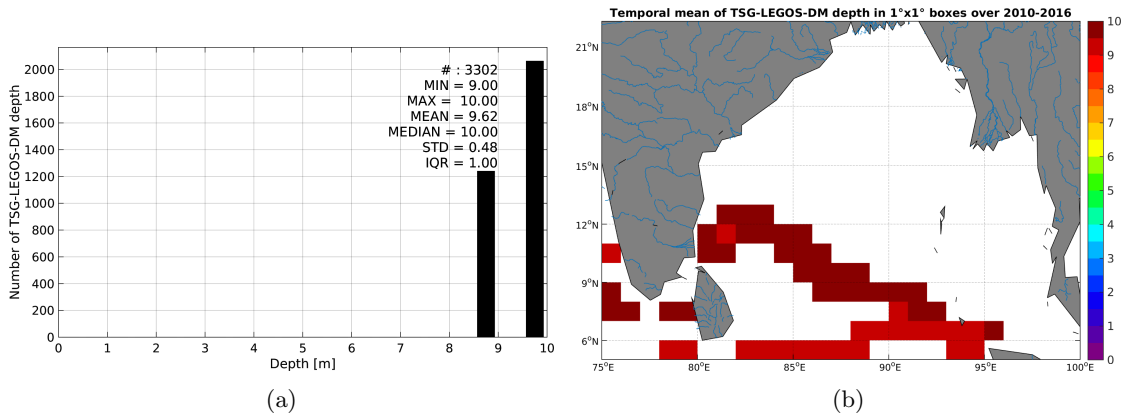 Number of TSG-LEGOS-DM depth
2000
1800
1600
1400
1200
1000
800
600
400
200
0
# : 3302
MIN = 9.00
MAX = 10.00
MEAN = 9.62
MEDIAN = 10.00
STD = 0.48
IQR = 1.00
0 1 2 3 4 5 6 7 8 9 10
Depth [m]
(a)
Temporal mean of TSG-LEGOS-DM depth in 1°x1° boxes over 2010-2016
21°N
18°N
15°N
12°N
9°N
6°N
75°E 80°E 85°E 90°E 95°E 100°E
10
9
8
7
6
5
4
3
2
1
0
(b)